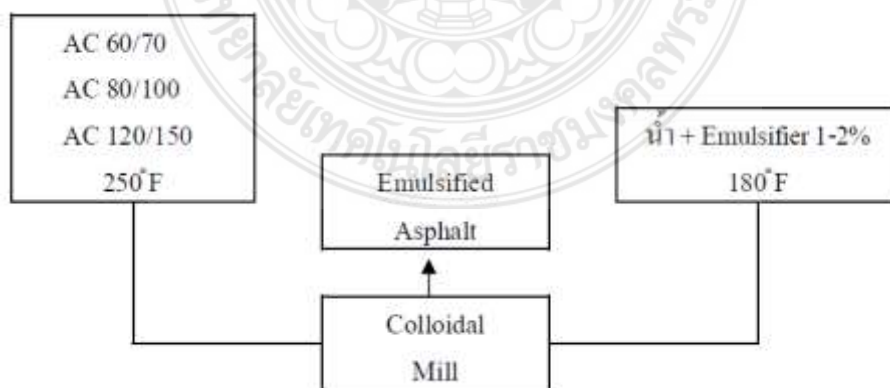 AC 60/70
AC 80/100
AC 120/150
250°F
น้ำ + Emulsifier 1-2%
180°F
Emulsified
Asphalt
Colloidal
Mill